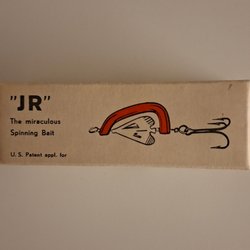 "JR"
The miraculous
Spinning Bait
U. S. Patent appl. for